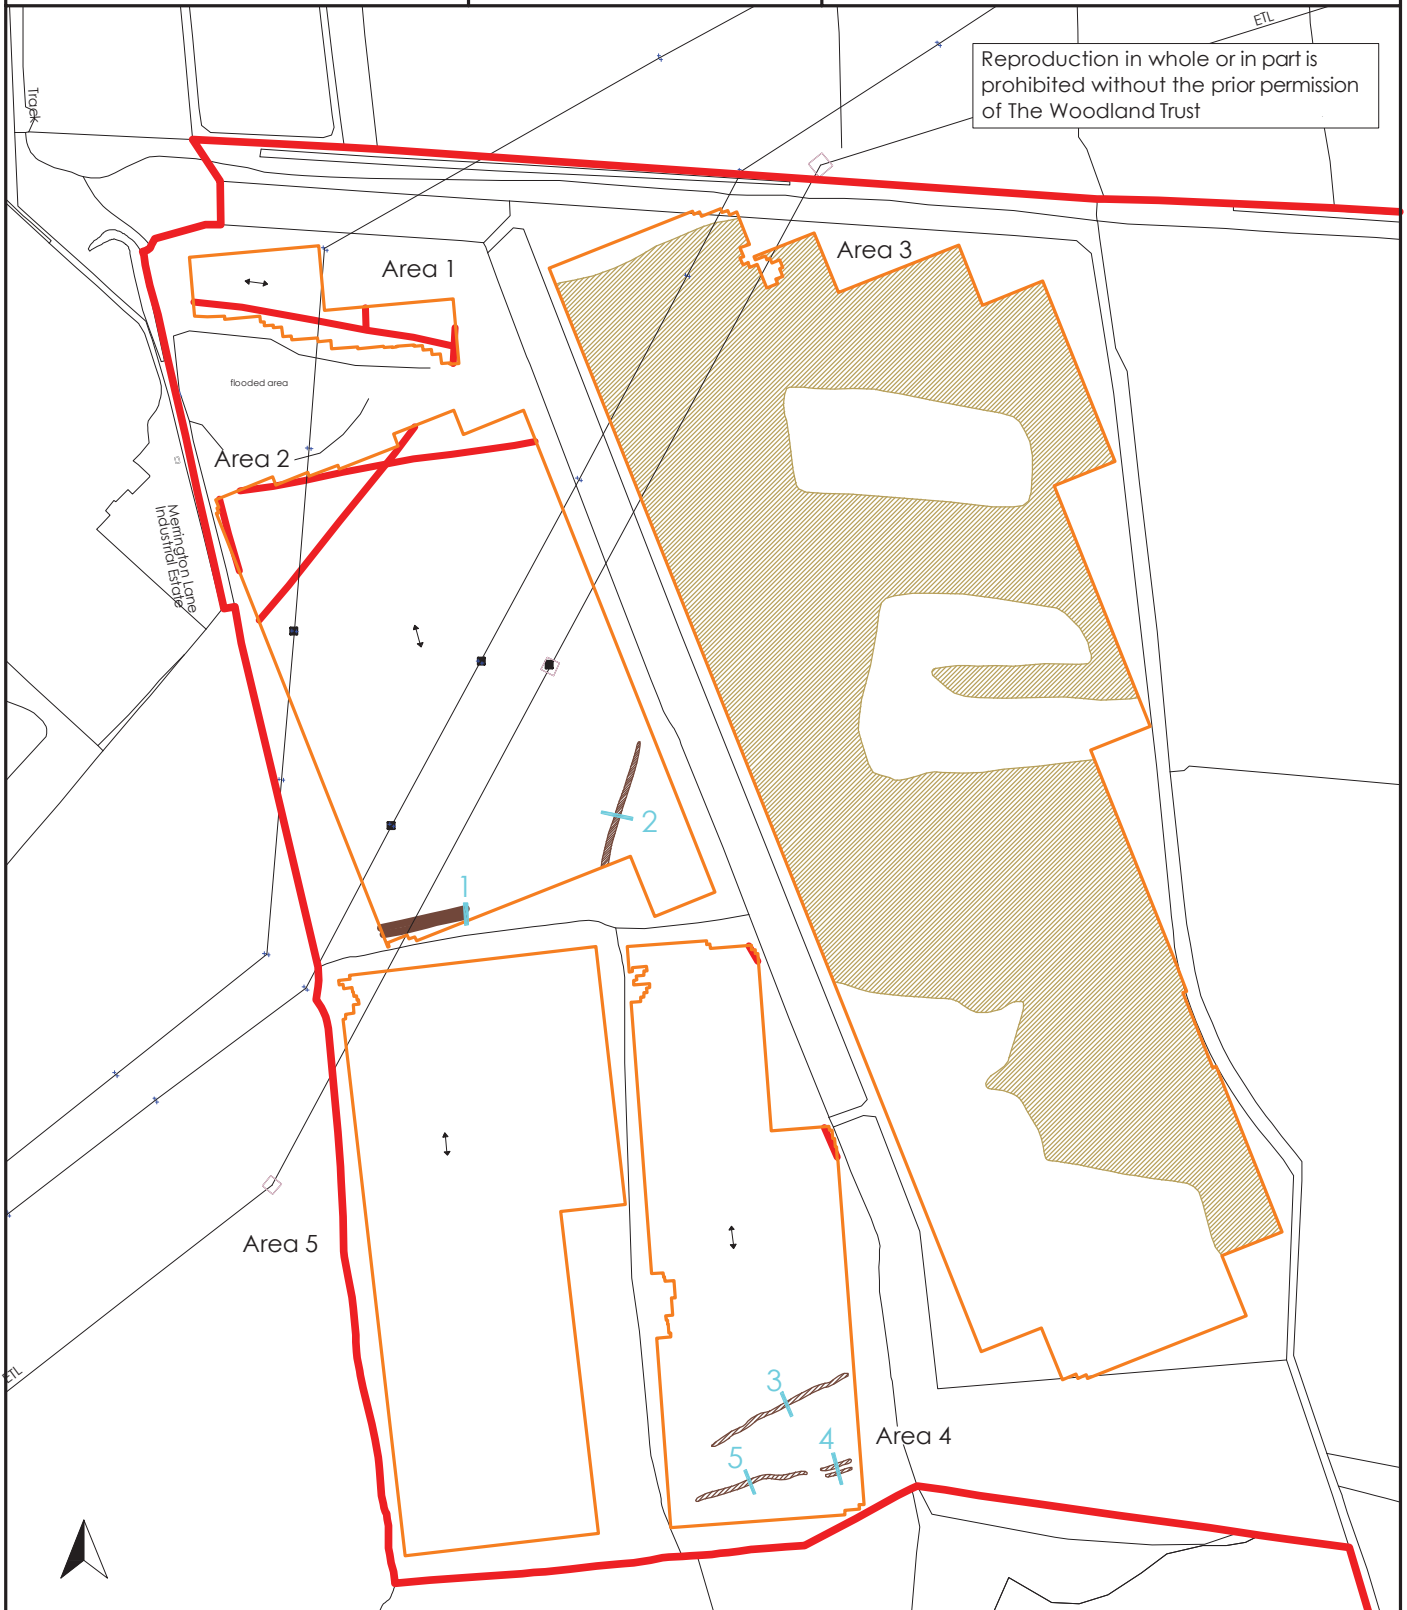 ETL
Reproduction in whole or in part is
prohibited without the prior permission
of The Woodland Trust
Track
Area 3
Area 1
flooded area
Area 2
Merrington Lane
Industrial Estate
2
1
Area 5
ETL
3
Area 4
4
5